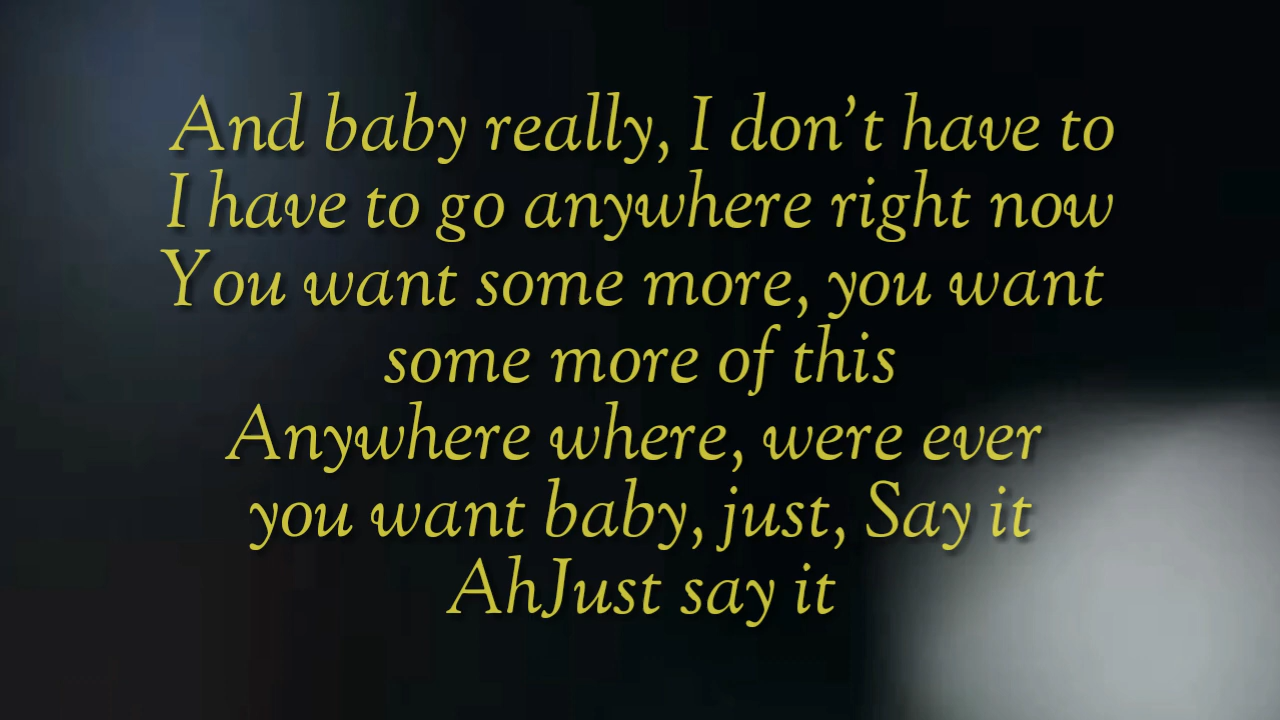 And baby really, I don't have to
I have to go anywhere right now
You want some more, you want
some more of this
Anywhere where, were ever
you want baby, just, Say it
AhJust say it